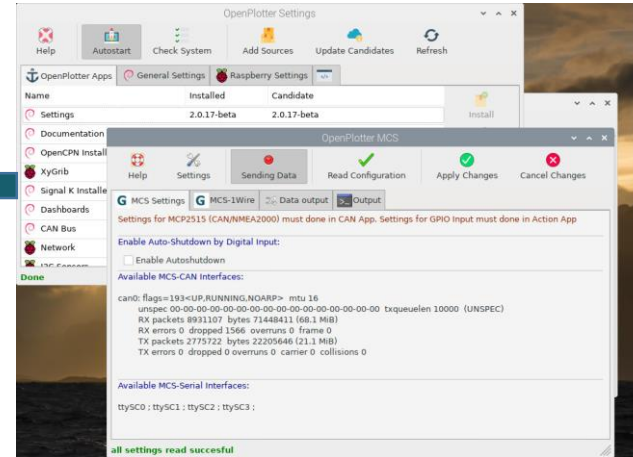 OpenPlotter Settings
Help Autostart Check System Add Sources Update Candidates Refresh
OpenPlotter Apps General Settings Raspberry Settings
Name Installed Candidate
Install
Settings 2.0.17-beta 2.0.17-beta
Documentation
OpenCPN Install
XyGrib
Signal K Installe
Dashboards
CAN Bus
Network
I2C Sensors
Done
OpenPlotter MCS
Help Settings Sending Data Read Configuration Apply Changes Cancel Changes
MCS Settings MCS-1Wire Data output Output
Settings for MCP2515 (CAN/NMEA2000) must done in CAN App. Settings for GPIO Input must done in Action App
Enable Auto-Shutdown by Digital Input:
Enable Autoshutdown
Available MCS-CAN Interfaces:
can0: flags=193<UP,RUNNING,NOARP> mtu 16
unspec 00-00-00-00-00-00-00-00-00-00-00-00-00-00-00-00 txqueuelen 10000 (UNSPEC)
RX packets 8931107 bytes 71448411 (68.1 MiB)
RX errors 0 dropped 1566 overruns 0 frame 0
TX packets 2775722 bytes 22205646 (21.1 MiB)
TX errors 0 dropped 0 overruns 0 carrier 0 collisions 0
Available MCS-Serial Interfaces:
ttySC0 ; ttySC1 ; ttySC2 ; ttySC3 ;
all settings read succesful